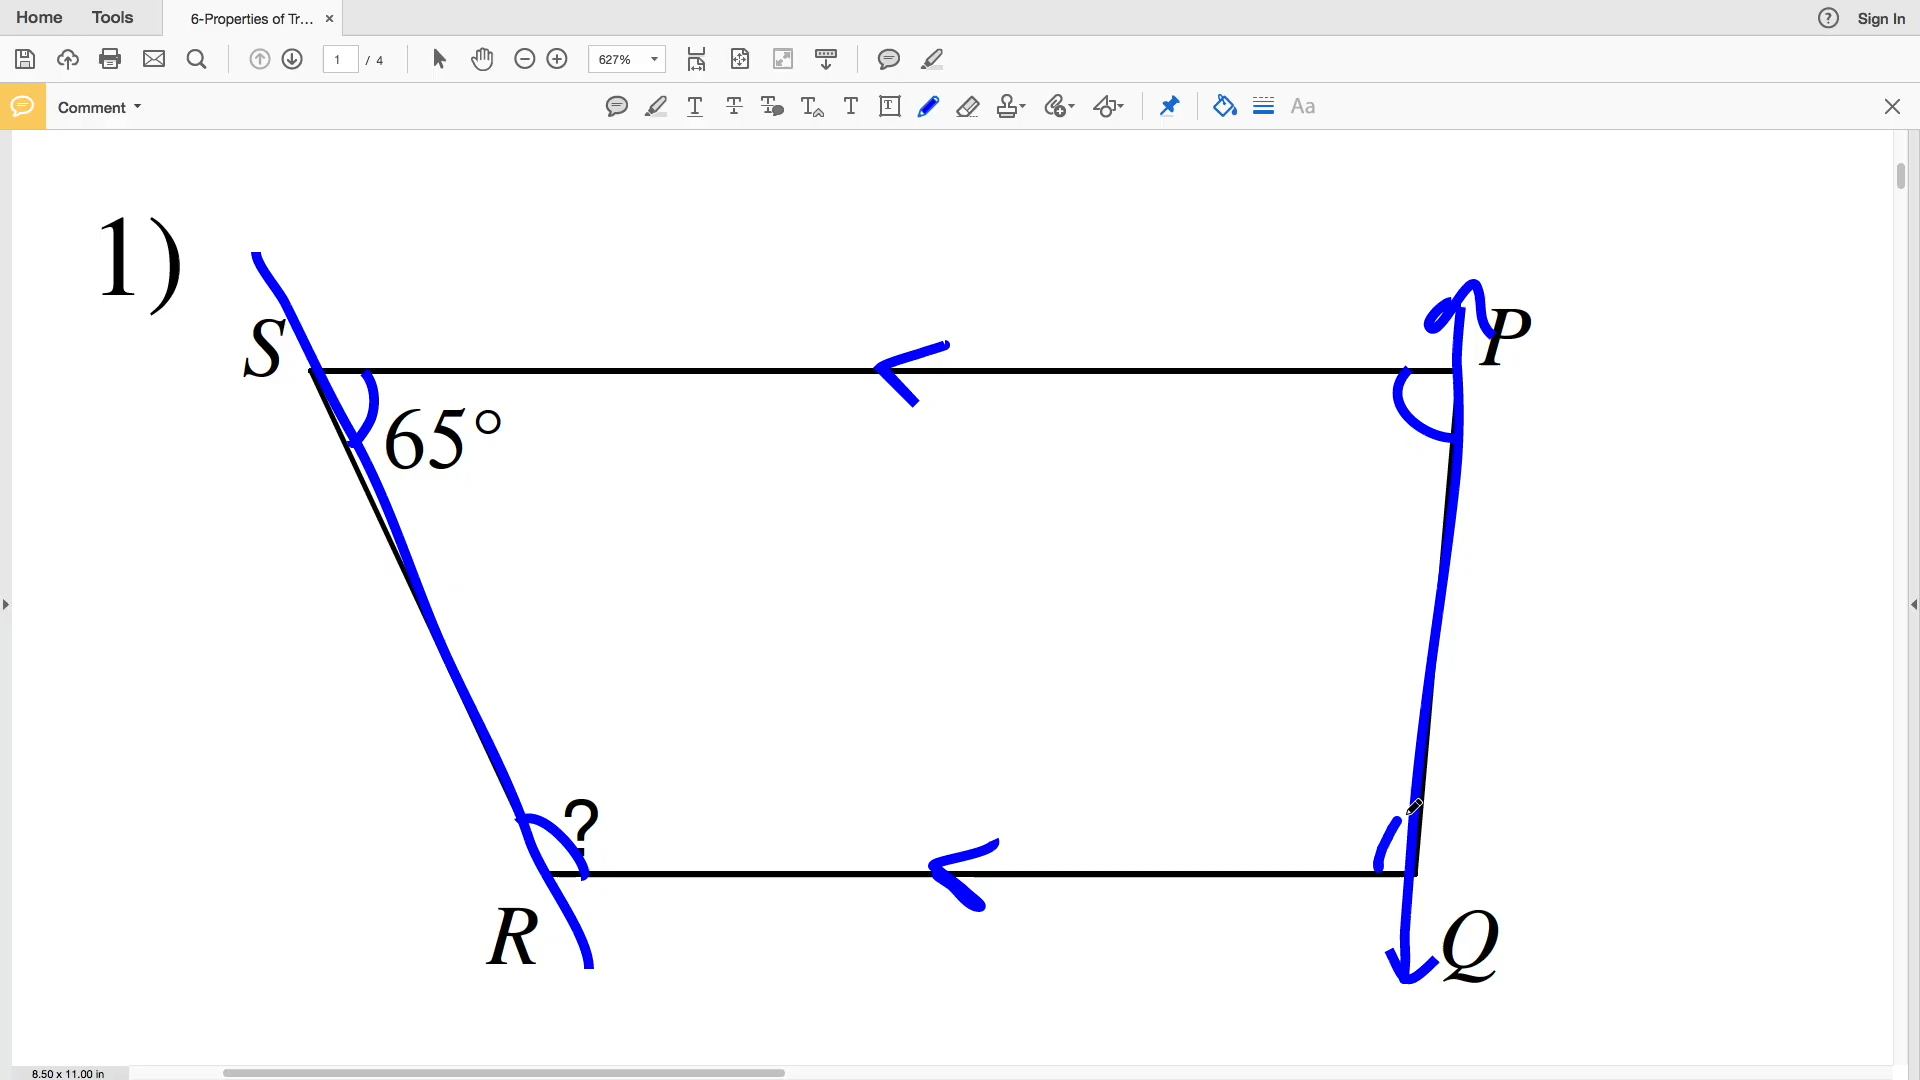 Home Tools 6-Properties of Tr... × ? Sign In
1 / 4 627%
Comment T T T T T T Aa
1)
S P
65°
?
R Q
8.50 x 11.00 in